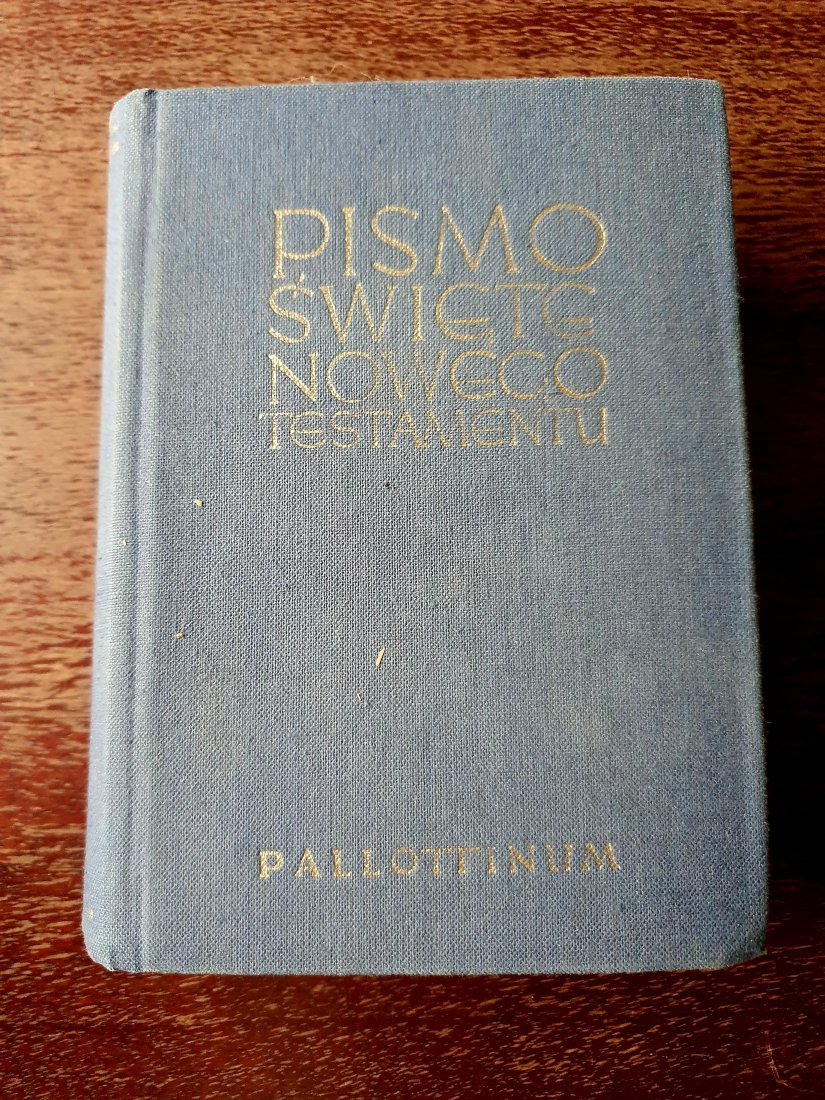 PISMO
ŚWIĘTE
NOWEGO
TESTAMENTU
PALLOTTINUM